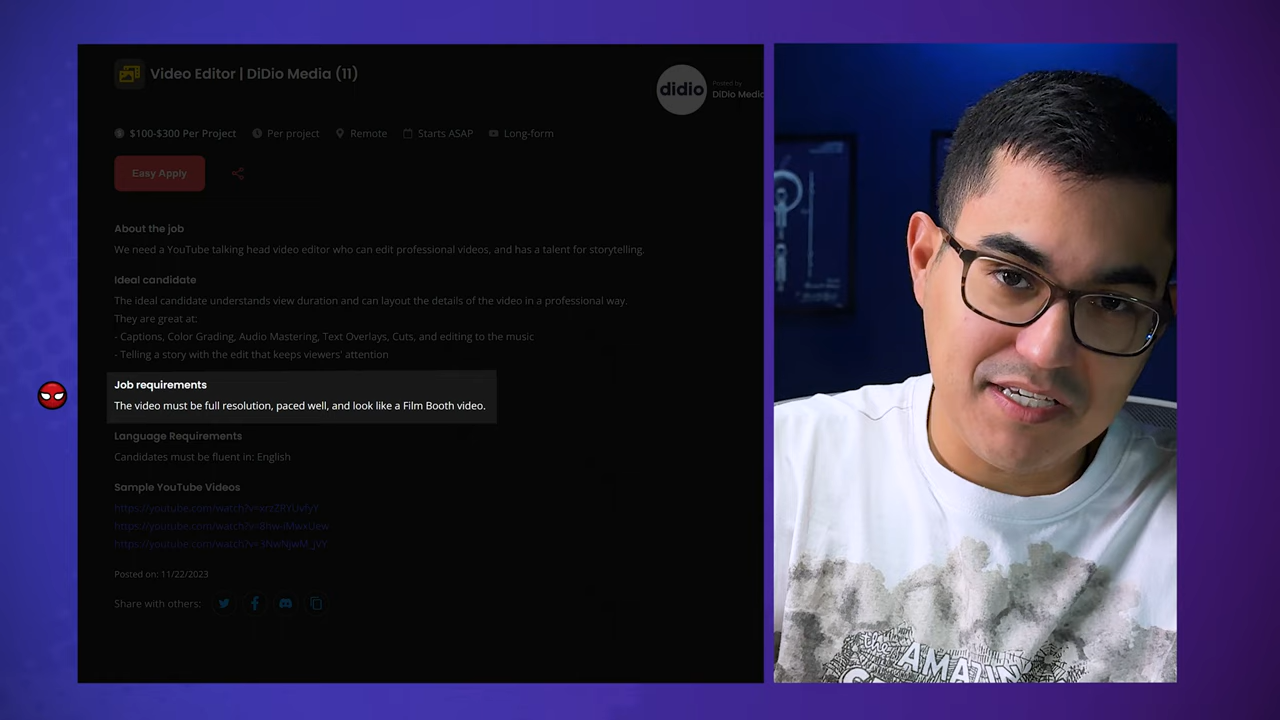 Video Editor | DiDio Media (11)
didio
Posted by
DiDio Media
$100-$300 Per Project
Per project
Remote
Starts ASAP
Long-form
Easy Apply
About the job
We need a YouTube talking head video editor who can edit professional videos, and has a talent for storytelling.
Ideal candidate
The ideal candidate understands view duration and can layout the details of the video in a professional way.
They are great at:
- Captions, Color Grading, Audio Mastering, Text Overlays, Cuts, and editing to the music
- Telling a story with the edit that keeps viewers' attention
Job requirements
The video must be full resolution, paced well, and look like a Film Booth video.
Language Requirements
Candidates must be fluent in: English
Sample YouTube Videos
Posted on: 11/22/2023
Share with others:
the
AMAZIN